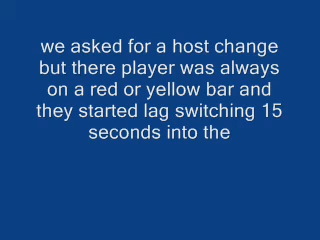 we asked for a host change
but there player was always
on a red or yellow bar and
they started lag switching 15
seconds into the